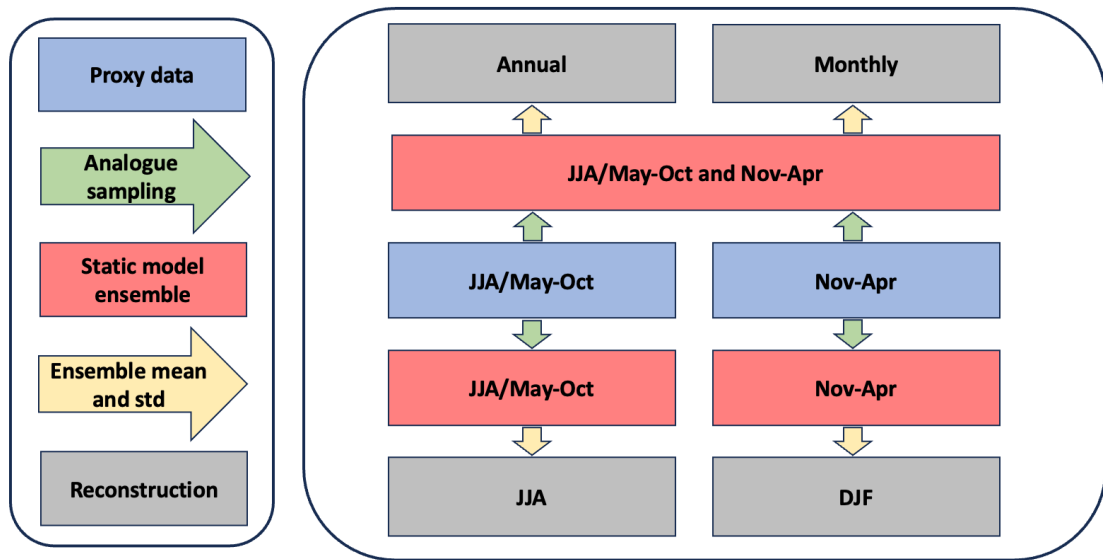 Proxy data
Analogue
sampling
Static model
ensemble
Ensemble mean
and std
Reconstruction
Annual
Monthly
JJA/May-Oct and Nov-Apr
JJA/May-Oct
Nov-Apr
JJA/May-Oct
Nov-Apr
JJA
DJF